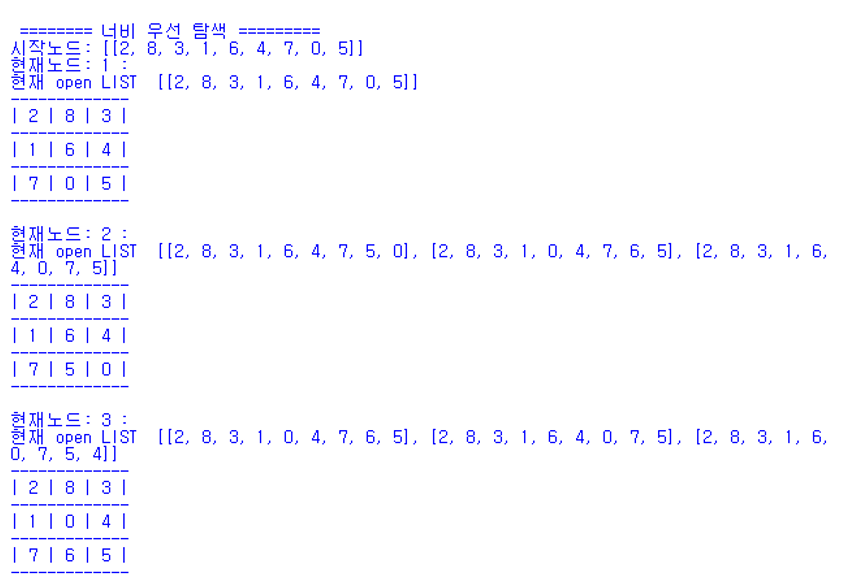 ======== 너비 우선 탐색 =========
시작노드: [[2, 8, 3, 1, 6, 4, 7, 0, 5]]
현재노드: 1 :
현재 open LIST  [[2, 8, 3, 1, 6, 4, 7, 0, 5]]
-------------
| 2 | 8 | 3 |
-------------
| 1 | 6 | 4 |
-------------
| 7 | 0 | 5 |
-------------
현재노드: 2 :
현재 open LIST  [[2, 8, 3, 1, 6, 4, 7, 5, 0], [2, 8, 3, 1, 0, 4, 7, 6, 5], [2, 8, 3, 1, 6,
4, 0, 7, 5]]
-------------
| 2 | 8 | 3 |
-------------
| 1 | 6 | 4 |
-------------
| 7 | 5 | 0 |
-------------
현재노드: 3 :
현재 open LIST  [[2, 8, 3, 1, 0, 4, 7, 6, 5], [2, 8, 3, 1, 6, 4, 0, 7, 5], [2, 8, 3, 1, 6,
0, 7, 5, 4]]
-------------
| 2 | 8 | 3 |
-------------
| 1 | 0 | 4 |
-------------
| 7 | 6 | 5 |
-------------